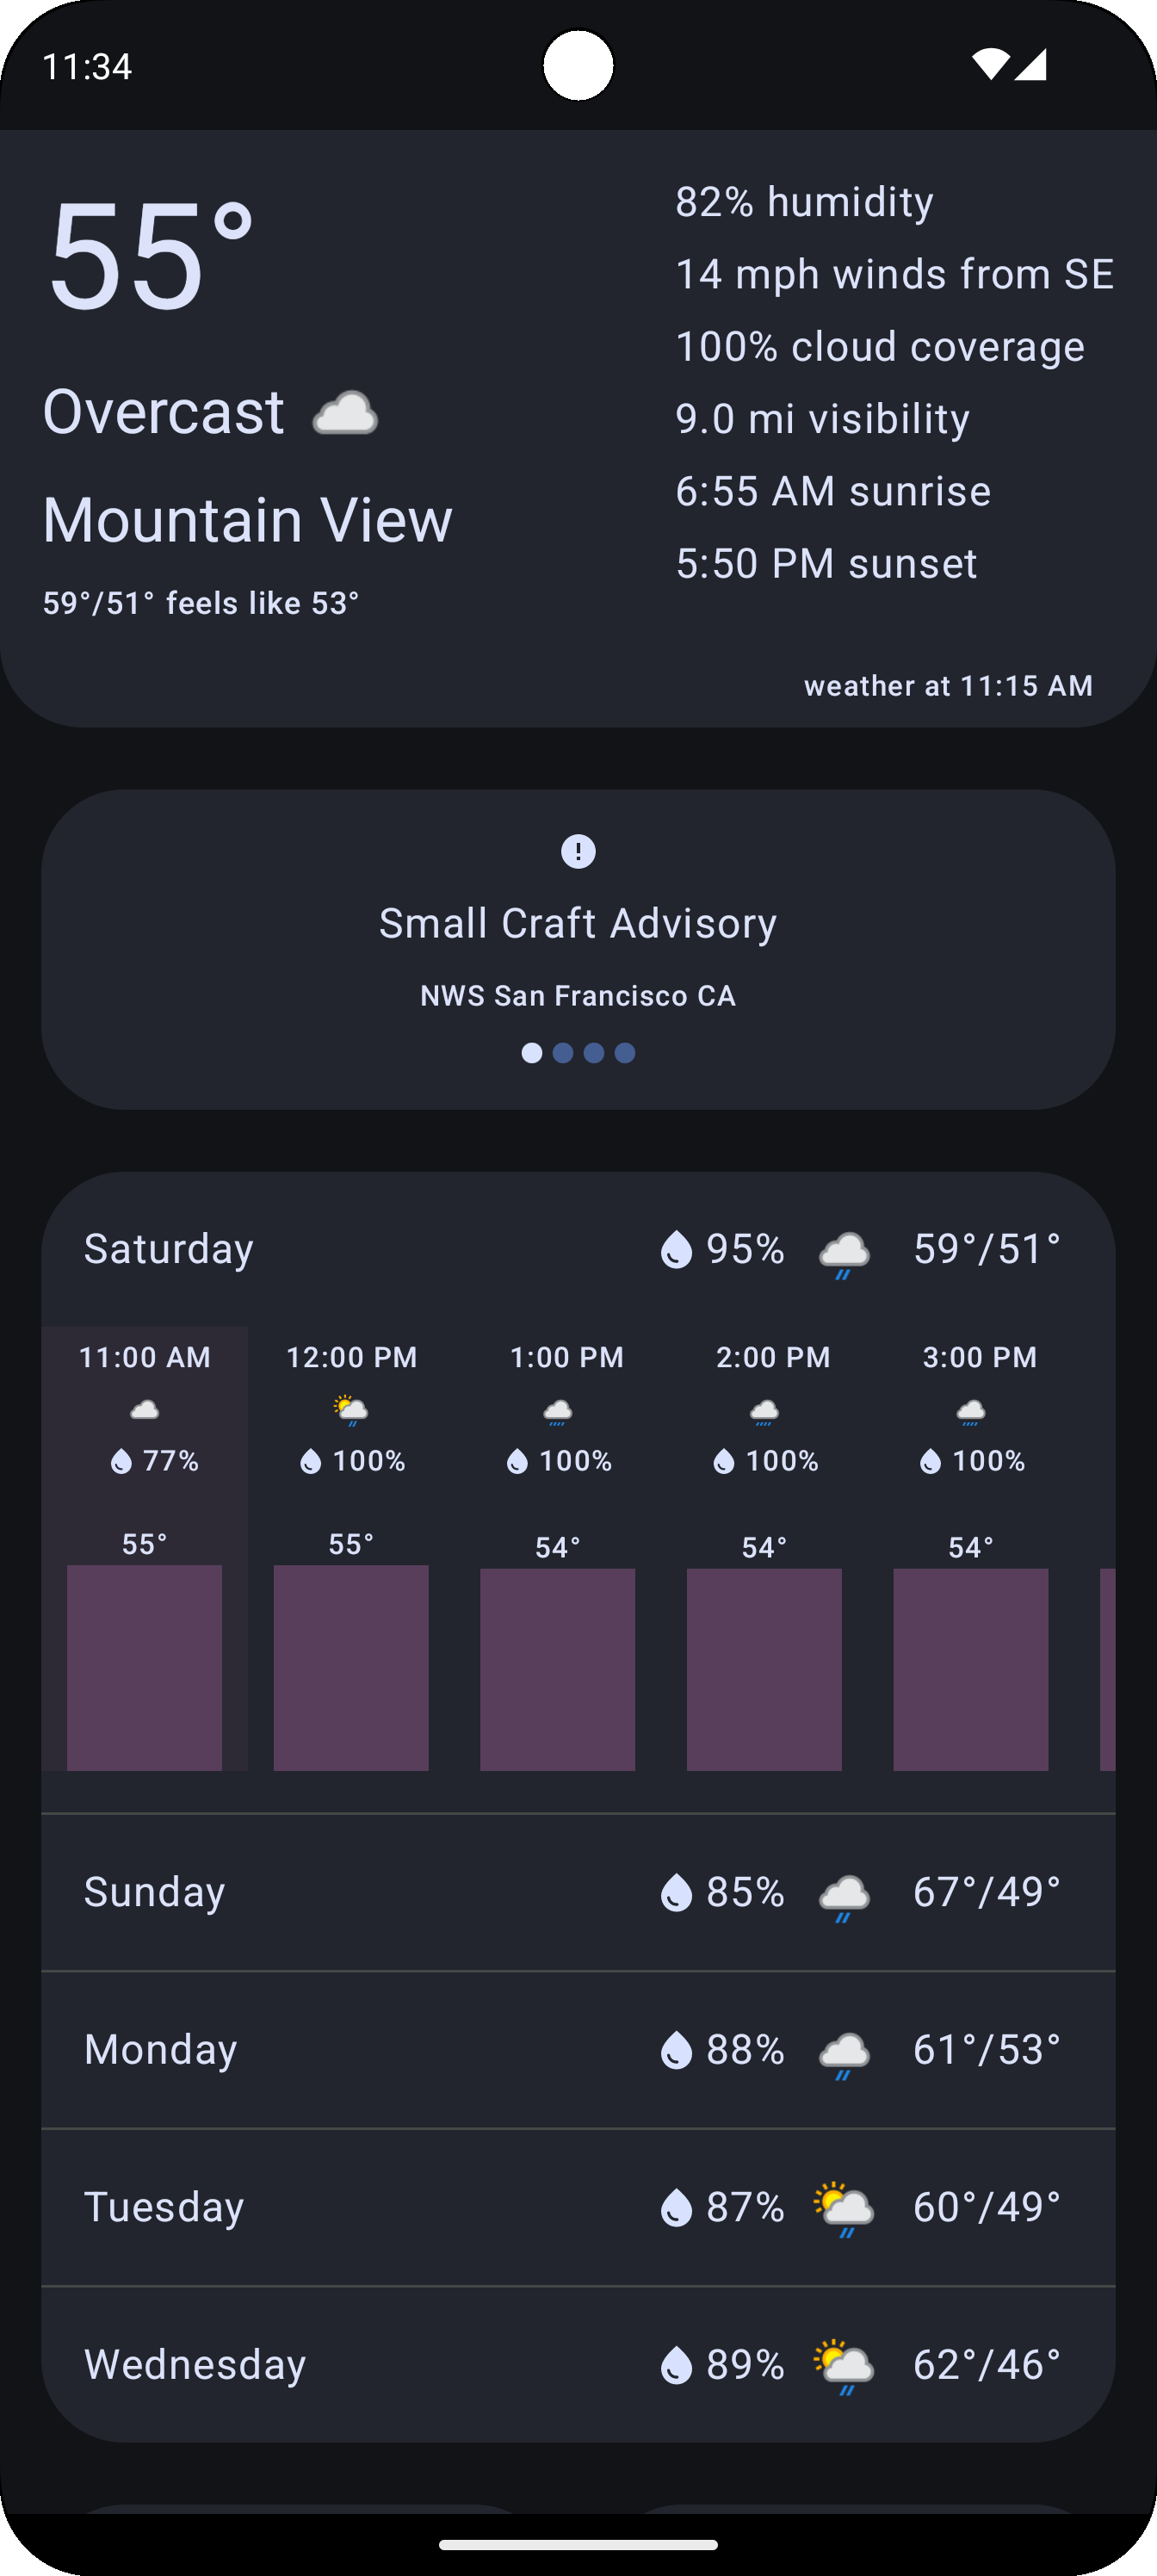 11:34
55°
Overcast
Mountain View
59°/51° feels like 53°
82% humidity
14 mph winds from SE
100% cloud coverage
9.0 mi visibility
6:55 AM sunrise
5:50 PM sunset
weather at 11:15 AM
Small Craft Advisory
NWS San Francisco CA
Saturday 95% 59°/51°
11:00 AM 12:00 PM 1:00 PM 2:00 PM 3:00 PM
77% 100% 100% 100% 100%
55° 55° 54° 54° 54°
Sunday 85% 67°/49°
Monday 88% 61°/53°
Tuesday 87% 60°/49°
Wednesday 89% 62°/46°